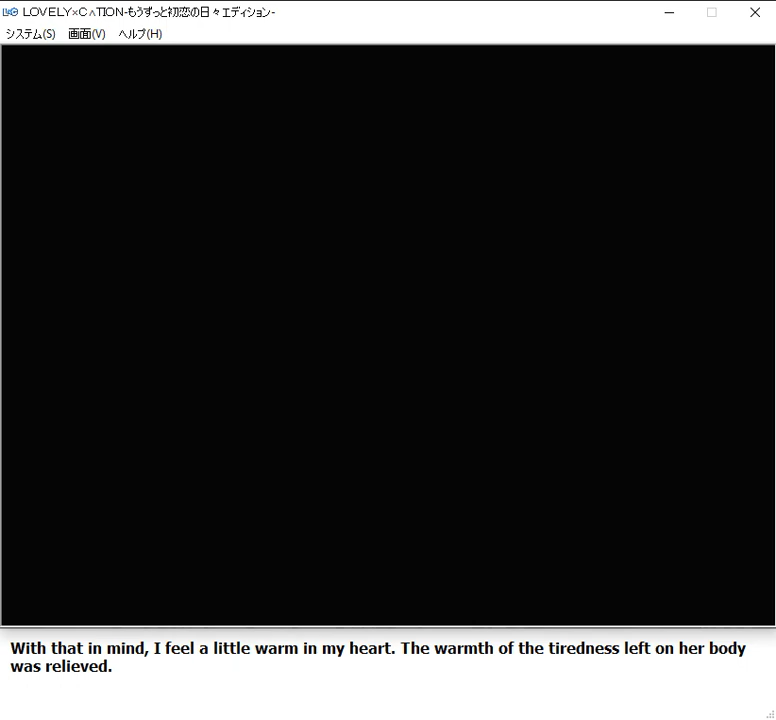 LOVELY×C∧TION-もうずっと初恋の日々エディション-
システム(S) 画面(V) ヘルプ(H)
With that in mind, I feel a little warm in my heart. The warmth of the tiredness left on her body
was relieved.